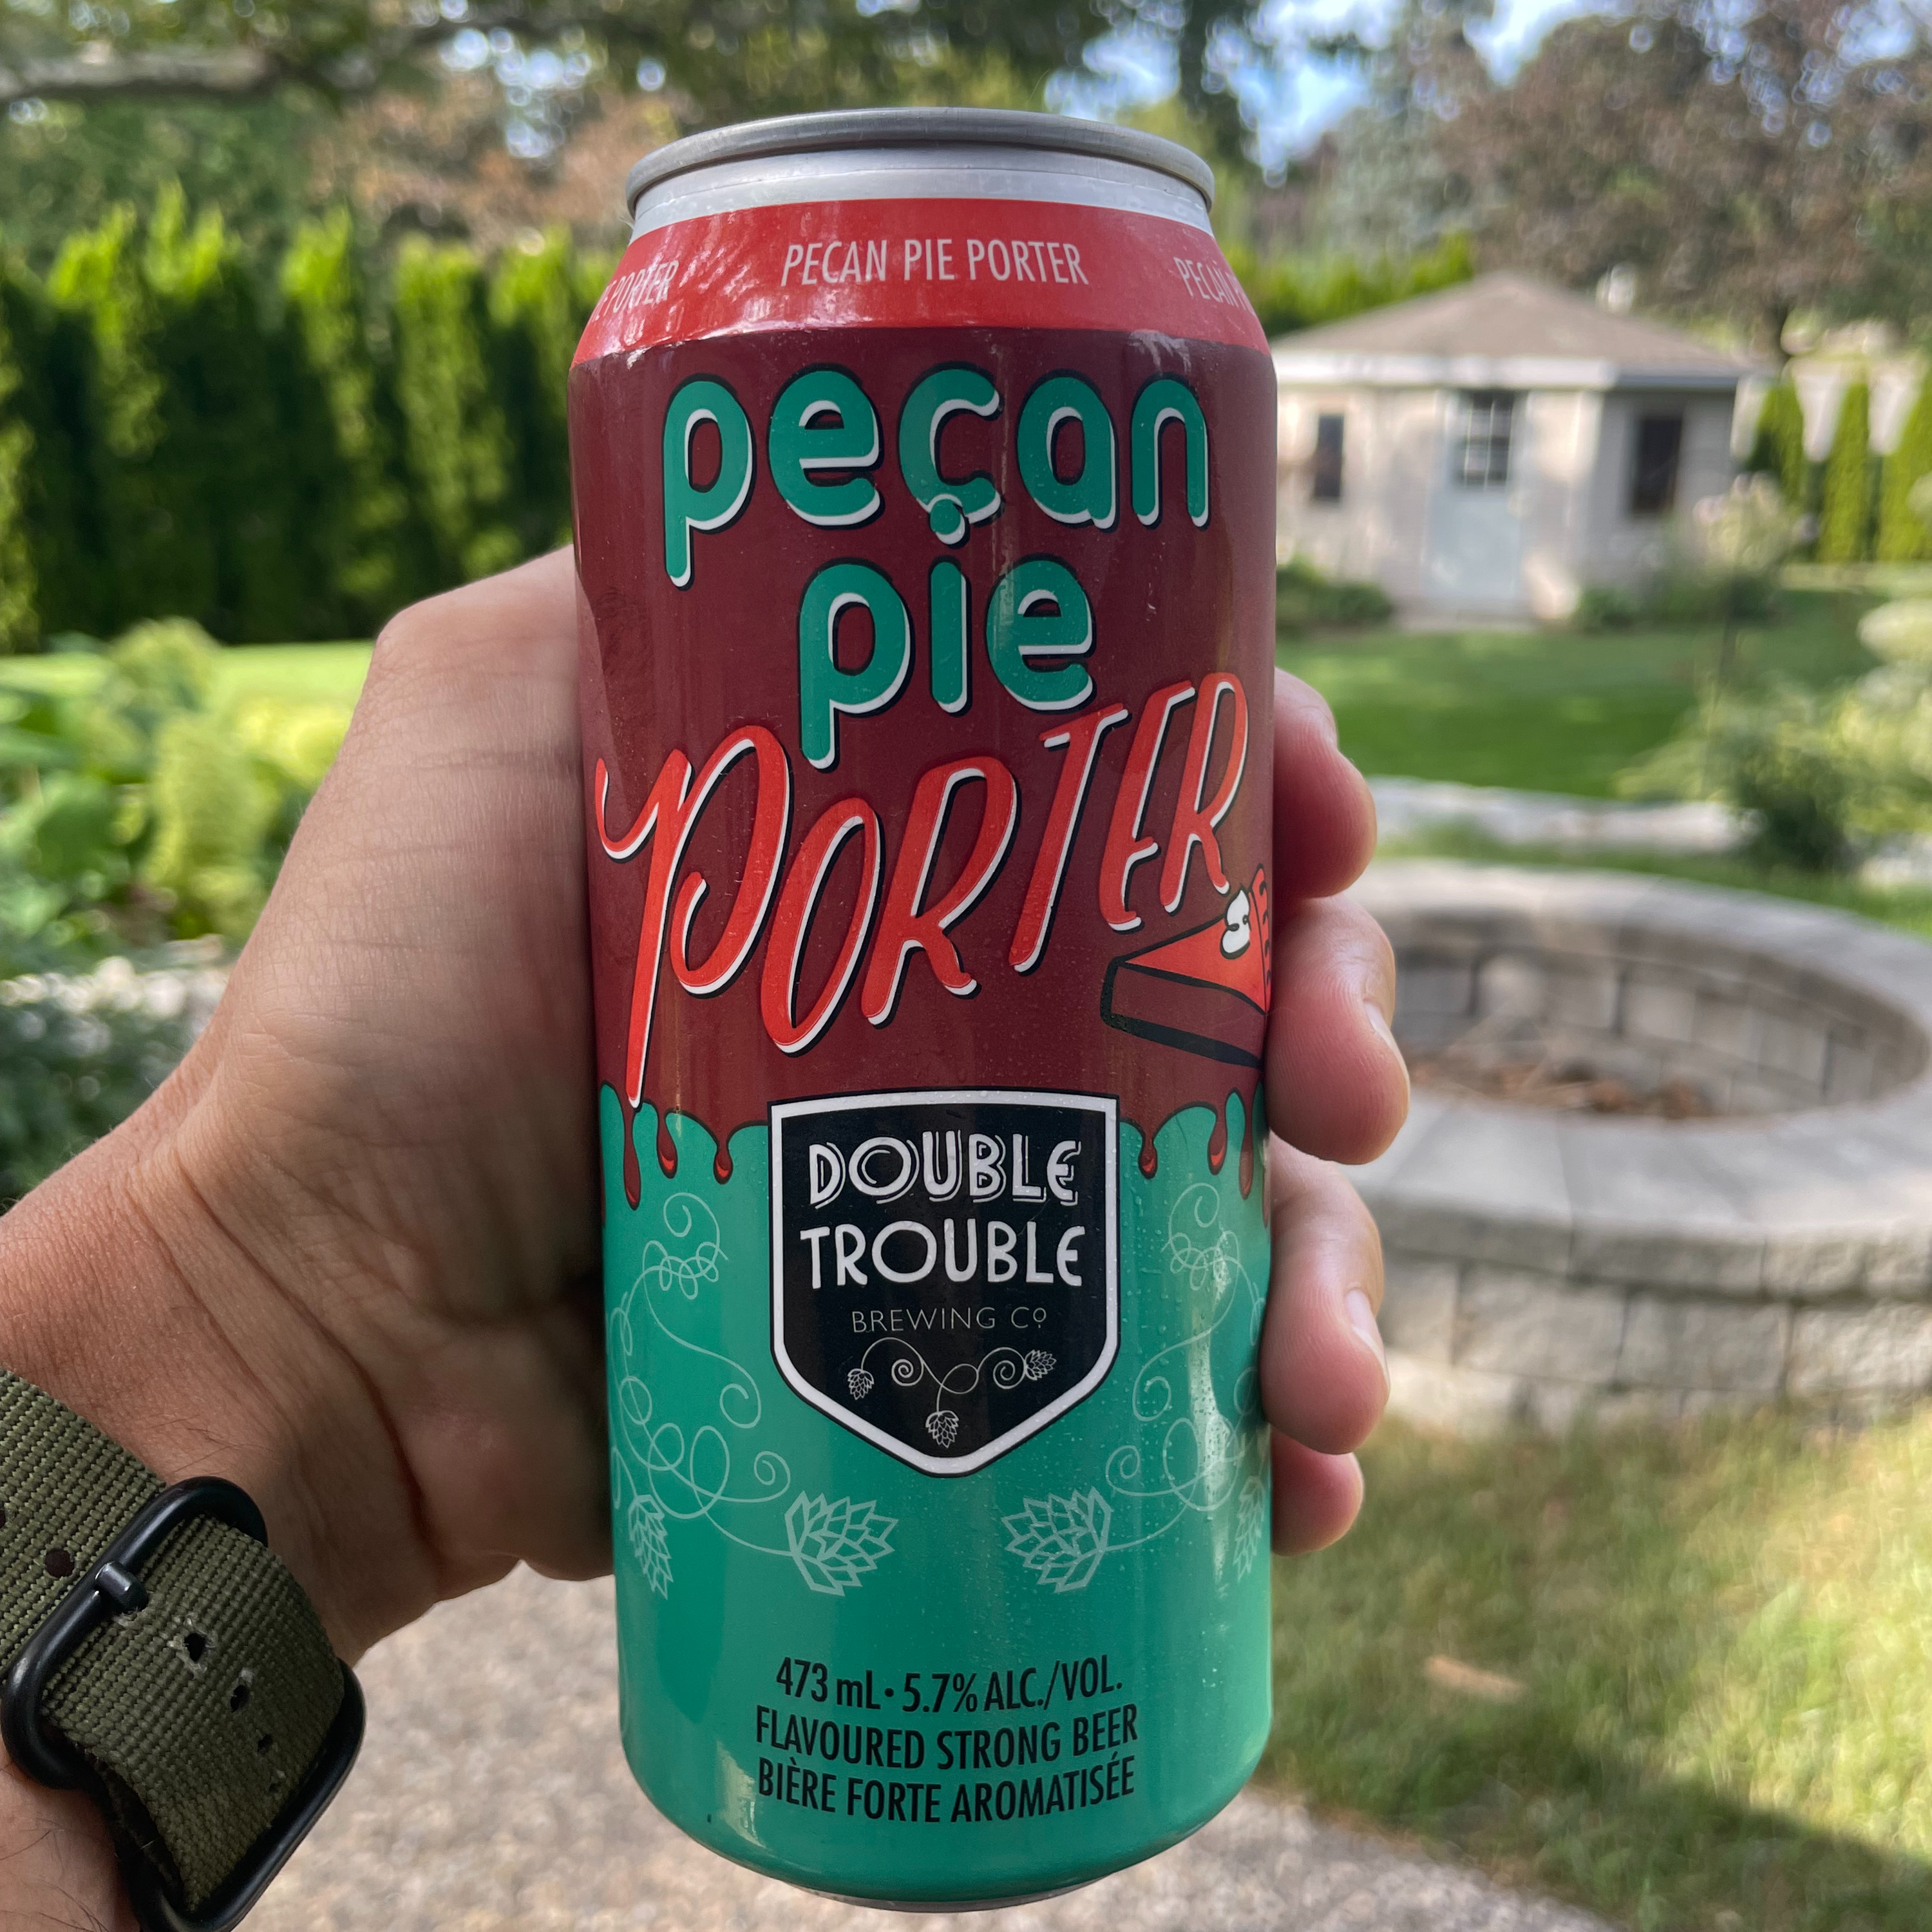 PORTER
PECAN PIE PORTER
PECAN
pecan
pie
PORTER
DOUBLE
TROUBLE
BREWING Cº
473 mL • 5.7% ALC./VOL.
FLAVOURED STRONG BEER
BIÈRE FORTE AROMATISÉE